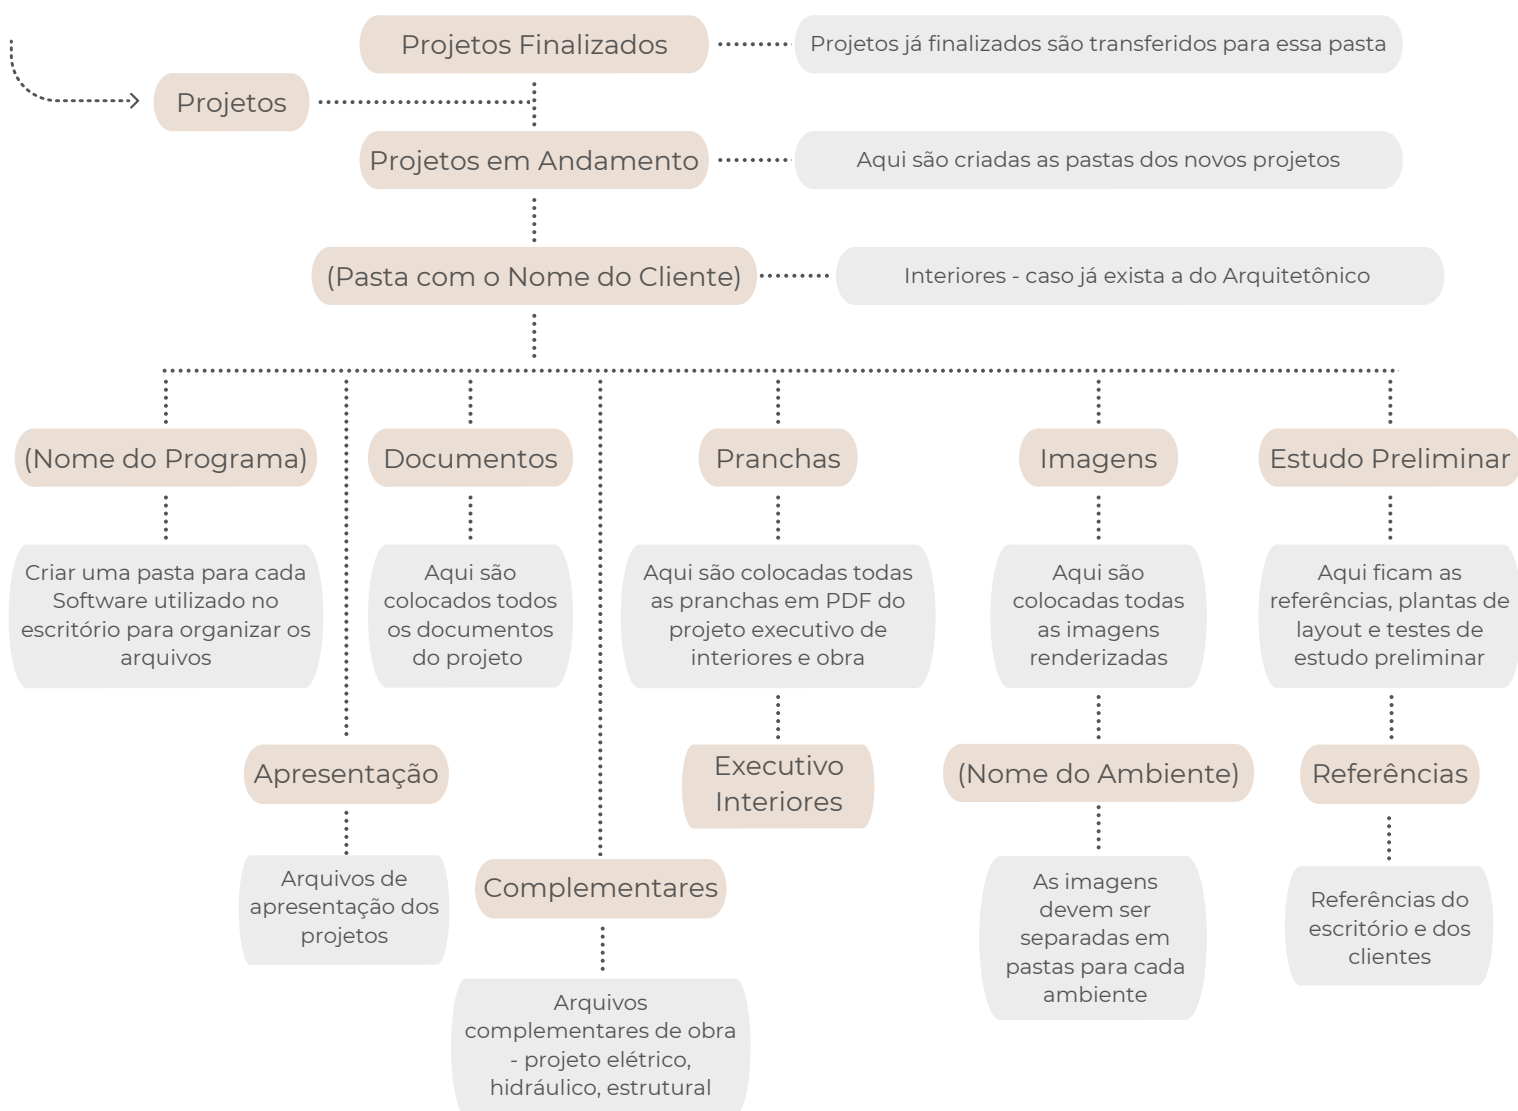 Projetos Finalizados
Projetos já finalizados são transferidos para essa pasta
Projetos
Projetos em Andamento
Aqui são criadas as pastas dos novos projetos
(Pasta com o Nome do Cliente)
Interiores - caso já exista a do Arquitetônico
(Nome do Programa)
Documentos
Pranchas
Imagens
Estudo Preliminar
Criar uma pasta para cada
Software utilizado no
escritório para organizar os
arquivos
Aqui são
colocados todos
os documentos
do projeto
Aqui são colocadas todas
as pranchas em PDF do
projeto executivo de
interiores e obra
Aqui são
colocadas todas
as imagens
renderizadas
Aqui ficam as
referências, plantas de
layout e testes de
estudo preliminar
Apresentação
Executivo
Interiores
(Nome do Ambiente)
Referências
Arquivos de
apresentação dos
projetos
Complementares
As imagens
devem ser
separadas em
pastas para cada
ambiente
Referências do
escritório e dos
clientes
Arquivos
complementares de obra
- projeto elétrico,
hidráulico, estrutural